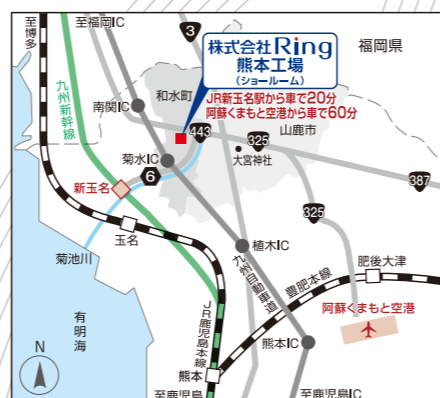 至博多
至福岡IC
3
福岡県
株式会社Ring
熊本工場
（ショールーム）
JR新玉名駅から車で20分
阿蘇くまもと空港から車で60分
和水町
九州新幹線
南関IC
443
325
山鹿市
大宮神社
菊水IC
6
387
新玉名
325
玉名
菊池川
植木IC
九州自動車道
肥後大津
豊肥本線
阿蘇くまもと空港
有明海
JR鹿児島本線
熊本IC
N
熊本
至鹿児島
至鹿児島IC